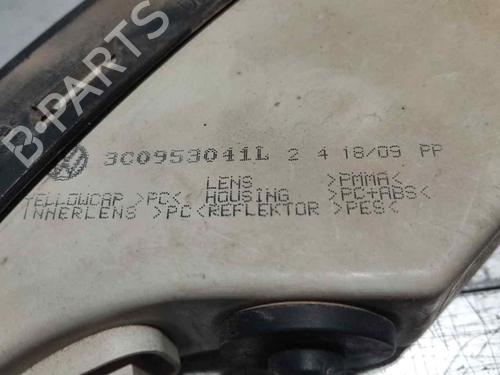 B-PARTS
3C0953041L 2 4 18/09 PP
LENS >PMMA<
YELLOWCAP >PC< HOUSING >PC+ABS<
INNERLENS >PC< REFLEKTOR >PES<